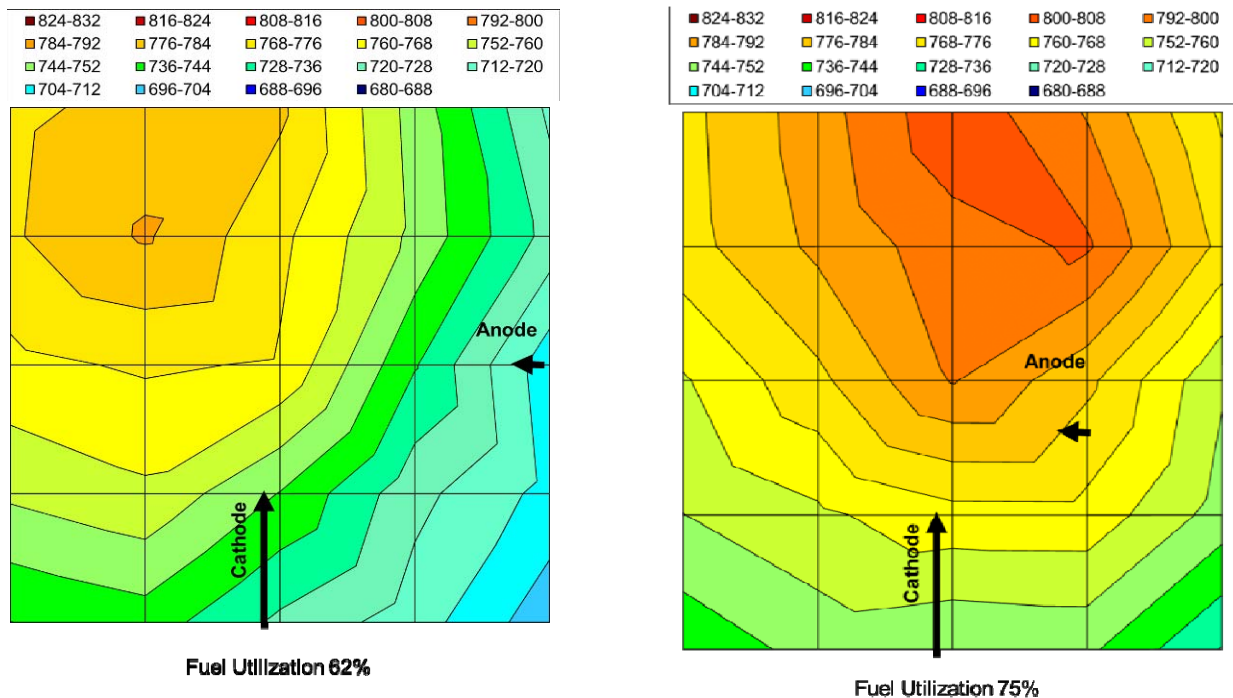 824-832 816-824 808-816 800-808 792-800
784-792 776-784 768-776 760-768 752-760
744-752 736-744 728-736 720-728 712-720
704-712 696-704 688-696 680-688
Anode
Cathode
Fuel Utilization 62%
824-832 816-824 808-816 800-808 792-800
784-792 776-784 768-776 760-768 752-760
744-752 736-744 728-736 720-728 712-720
704-712 696-704 688-696 680-688
Anode
Cathode
Fuel Utilization 75%